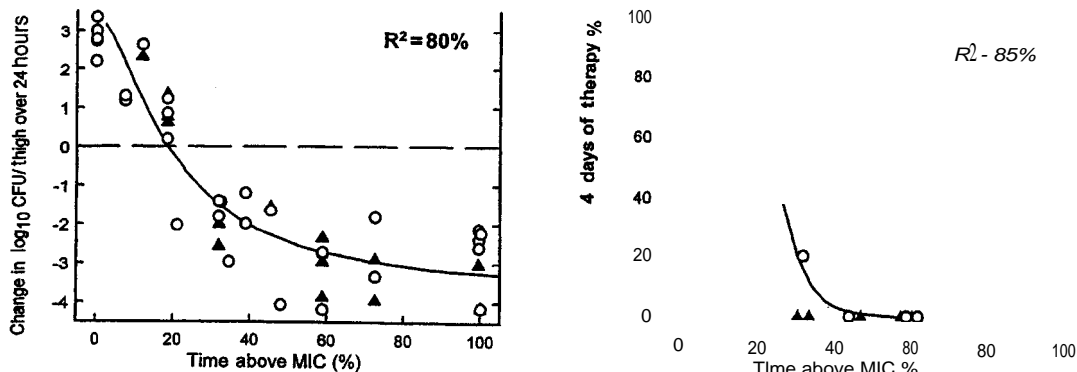 Change in log10 CFU/thigh over 24 hours
3
2
1
0
-1
-2
-3
-4
R²=80%
0 20 40 60 80 100
Time above MIC (%)
4 days of therapy %
100
80
60
40
20
0
R2 - 85%
0 20 40 60 80 100
TIme above MIC %